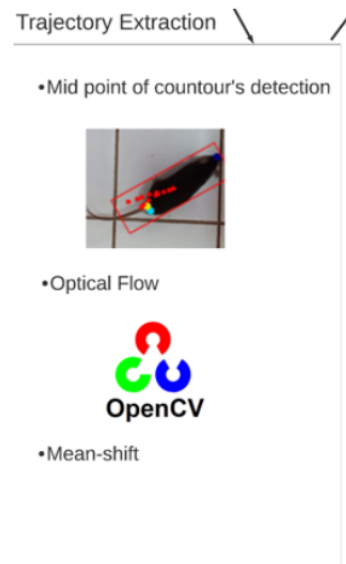 Trajectory Extraction
•Mid point of countour's detection
•Optical Flow
OpenCV
•Mean-shift